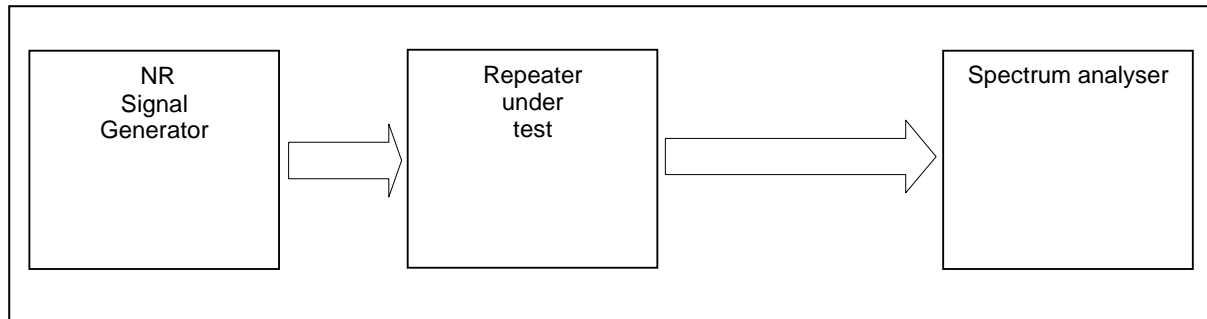 NR
Signal
Generator
Repeater
under
test
Spectrum analyser